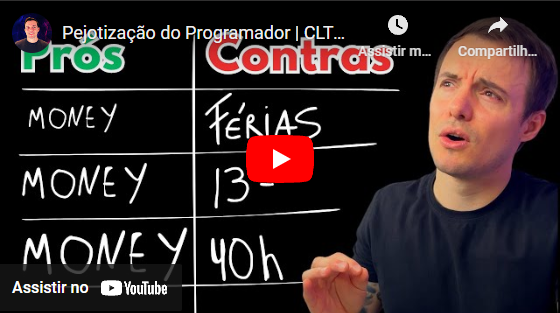 Pejotização do Programador | CLT...
Assistir m...
Compartilh...
Prós
Contras
MONEY
FÉRIAS
MONEY
13º
MONEY
40h
Assistir no YouTube